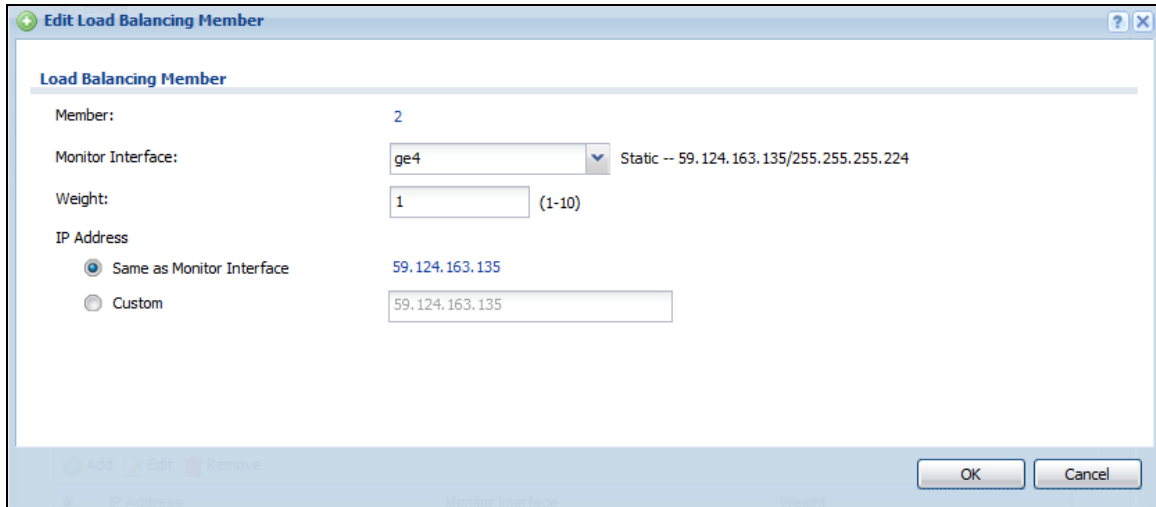 Edit Load Balancing Member
Load Balancing Member
Member: 2
Monitor Interface: ge4 Static -- 59.124.163.135/255.255.255.224
Weight: 1 (1-10)
IP Address
Same as Monitor Interface 59.124.163.135
Custom 59.124.163.135
Add Edit Remove
OK Cancel
# IP Address Monitor Interface Weight